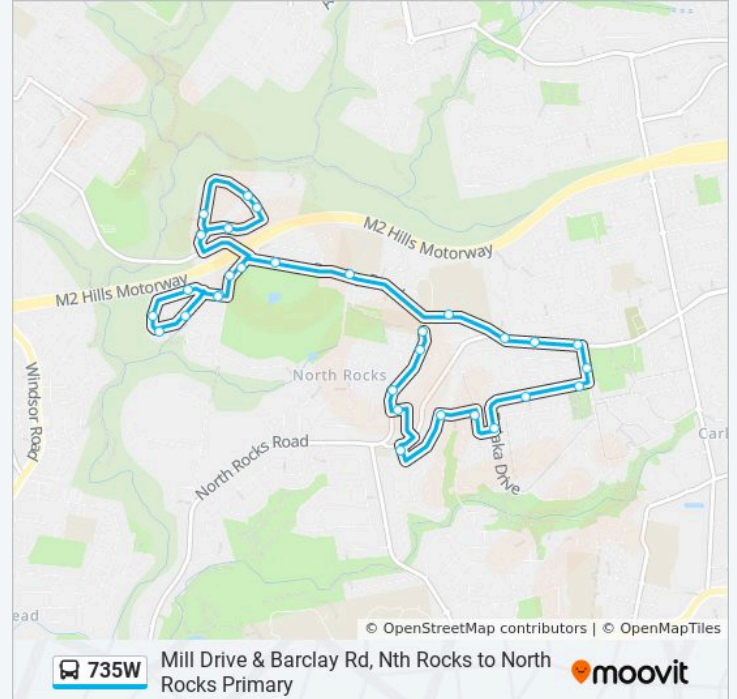 M2 Hills Motorway
M2 Hills Motorway
North Rocks
Windsor Road
North Rocks Road
aka Drive
Carl
ead
© OpenStreetMap contributors | © OpenMapTiles
735W
Mill Drive & Barclay Rd, Nth Rocks to North
Rocks Primary
moovit